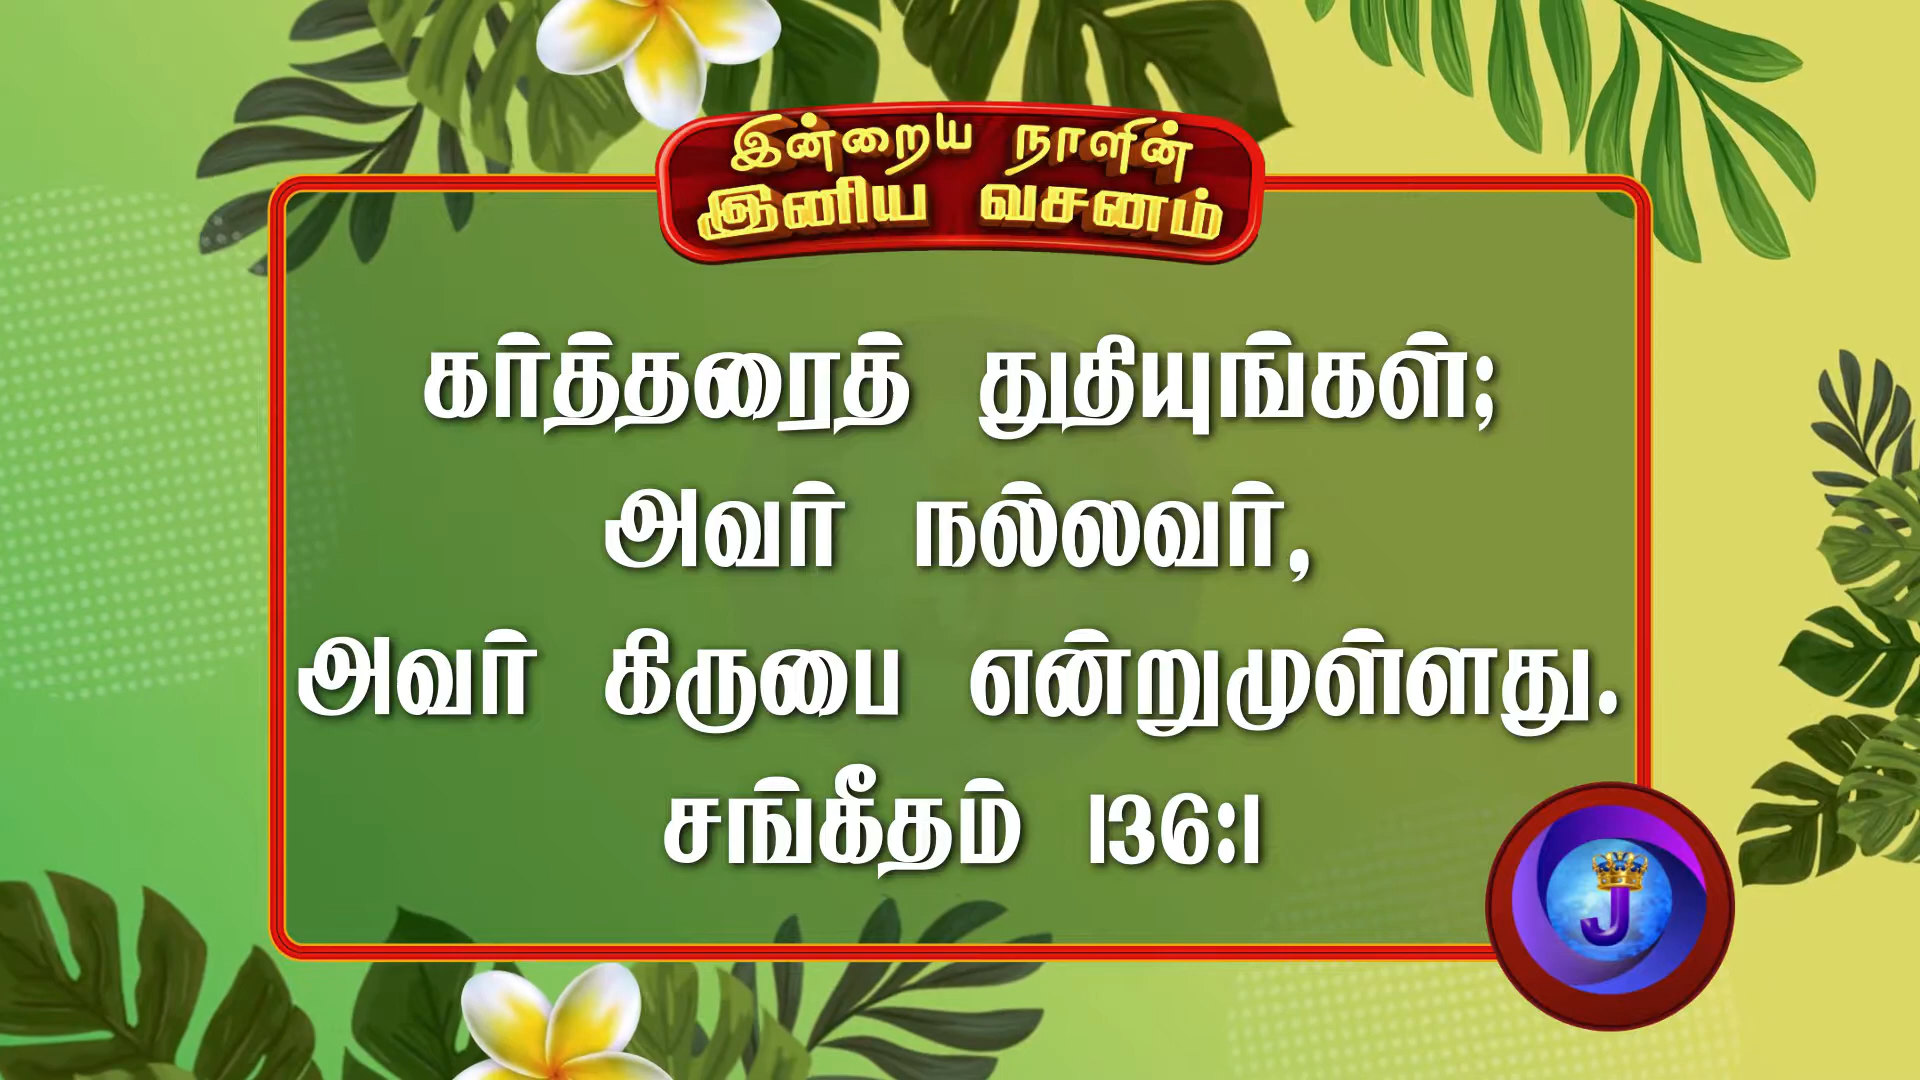 இன்றைய நாளின்
இனிய வசனம்
கர்த்தரைத் துதியுங்கள்;
அவர் நல்லவர்,
அவர் கிருபை என்றுமுள்ளது.
சங்கீதம் 136:1
J